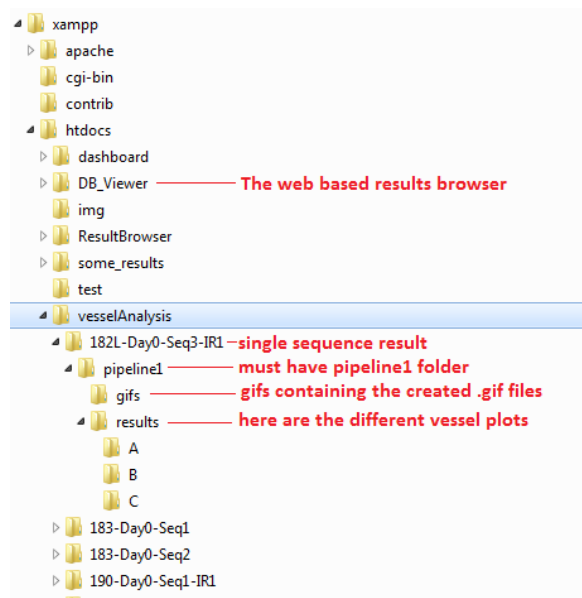 xampp
apache
cgi-bin
contrib
htdocs
dashboard
DB_Viewer The web based results browser
img
ResultBrowser
some_results
test
vesselAnalysis
182L-Day0-Seq3-IR1 single sequence result
pipeline1 must have pipeline1 folder
gifs gifs containing the created .gif files
results here are the different vessel plots
A
B
C
183-Day0-Seq1
183-Day0-Seq2
190-Day0-Seq1-IR1